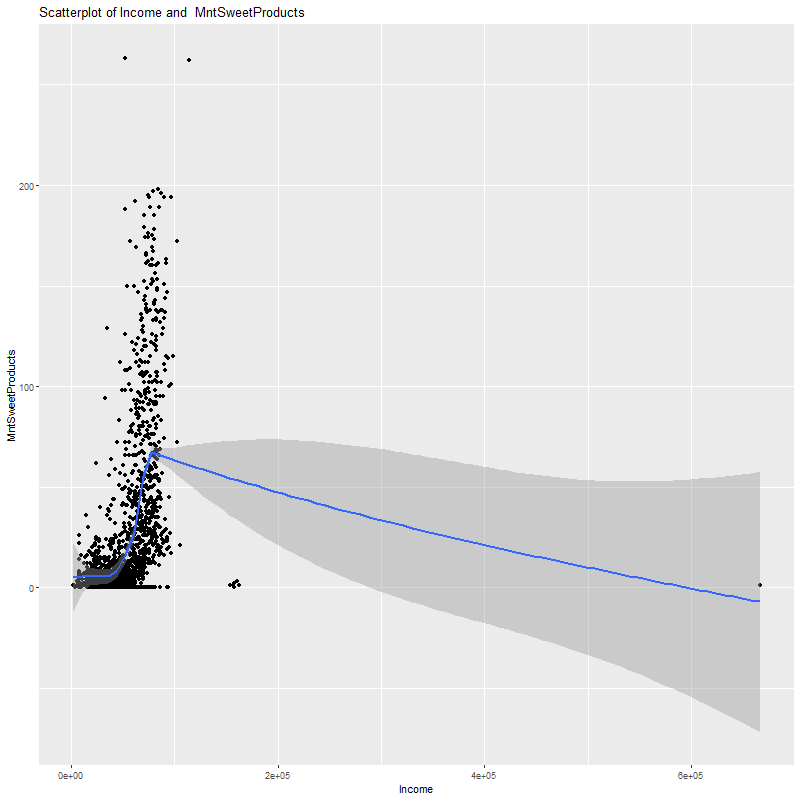 Scatterplot of Income and  MntSweetProducts
MntSweetProducts
200
100
0
0e+00
2e+05
4e+05
6e+05
Income